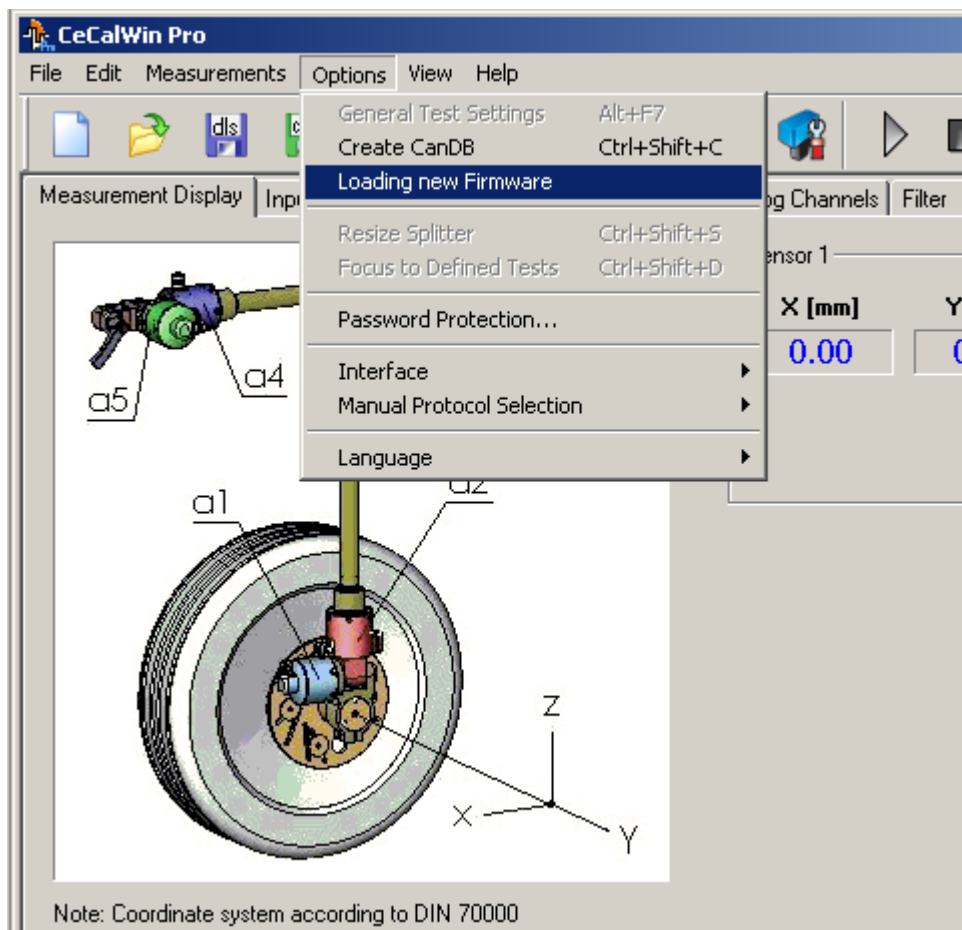 CeCalWin Pro
File Edit Measurements Options View Help
General Test Settings Alt+F7
Create CanDB Ctrl+Shift+C
Loading new Firmware
Resize Splitter Ctrl+Shift+S
Focus to Defined Tests Ctrl+Shift+D
Password Protection...
Interface
Manual Protocol Selection
Language
dls
Measurement Display
Channels Filter
1
X [mm] Y
0.00
a5
a4
a1
a2
Z
X
Y
Note: Coordinate system according to DIN 70000